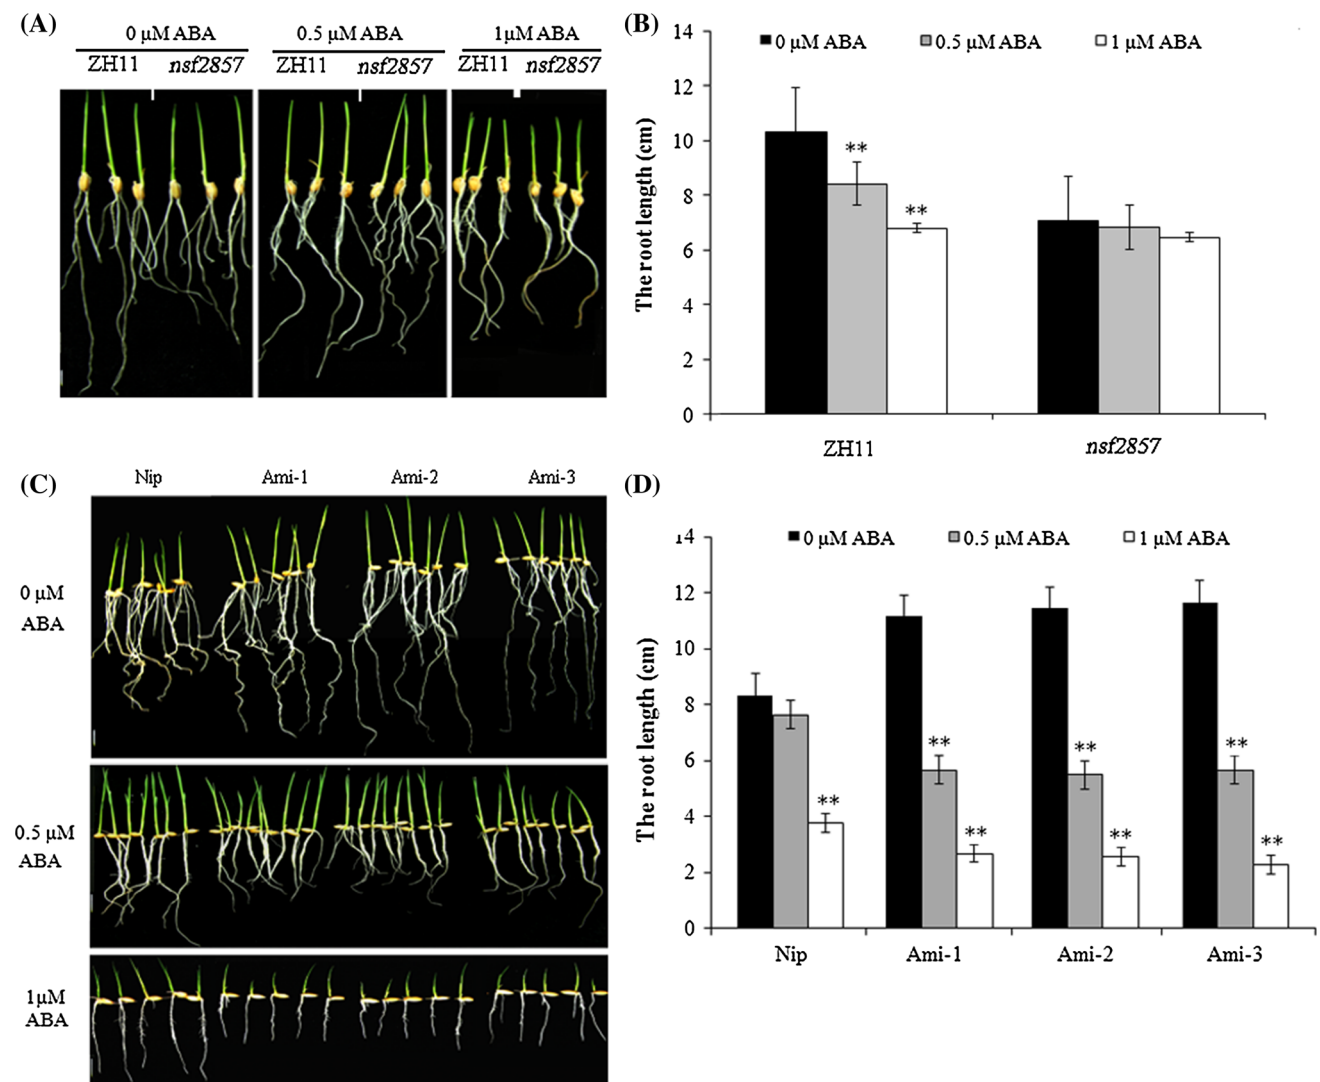 (A)
0 µM ABA
0.5 µM ABA
1µM ABA
ZH11
nsf2857
ZH11
nsf2857
ZH11
nsf2857
(B)
14
12
10
8
6
4
2
0
The root length (cm)
0 µM ABA
0.5 µM ABA
1 µM ABA
**
**
ZH11
nsf2857
(C)
Nip
Ami-1
Ami-2
Ami-3
0 µM
ABA
0.5 µM
ABA
1µM
ABA
(D)
14
12
10
8
6
4
2
0
The root length (cm)
0 µM ABA
0.5 µM ABA
1 µM ABA
**
**
**
**
**
**
**
Nip
Ami-1
Ami-2
Ami-3